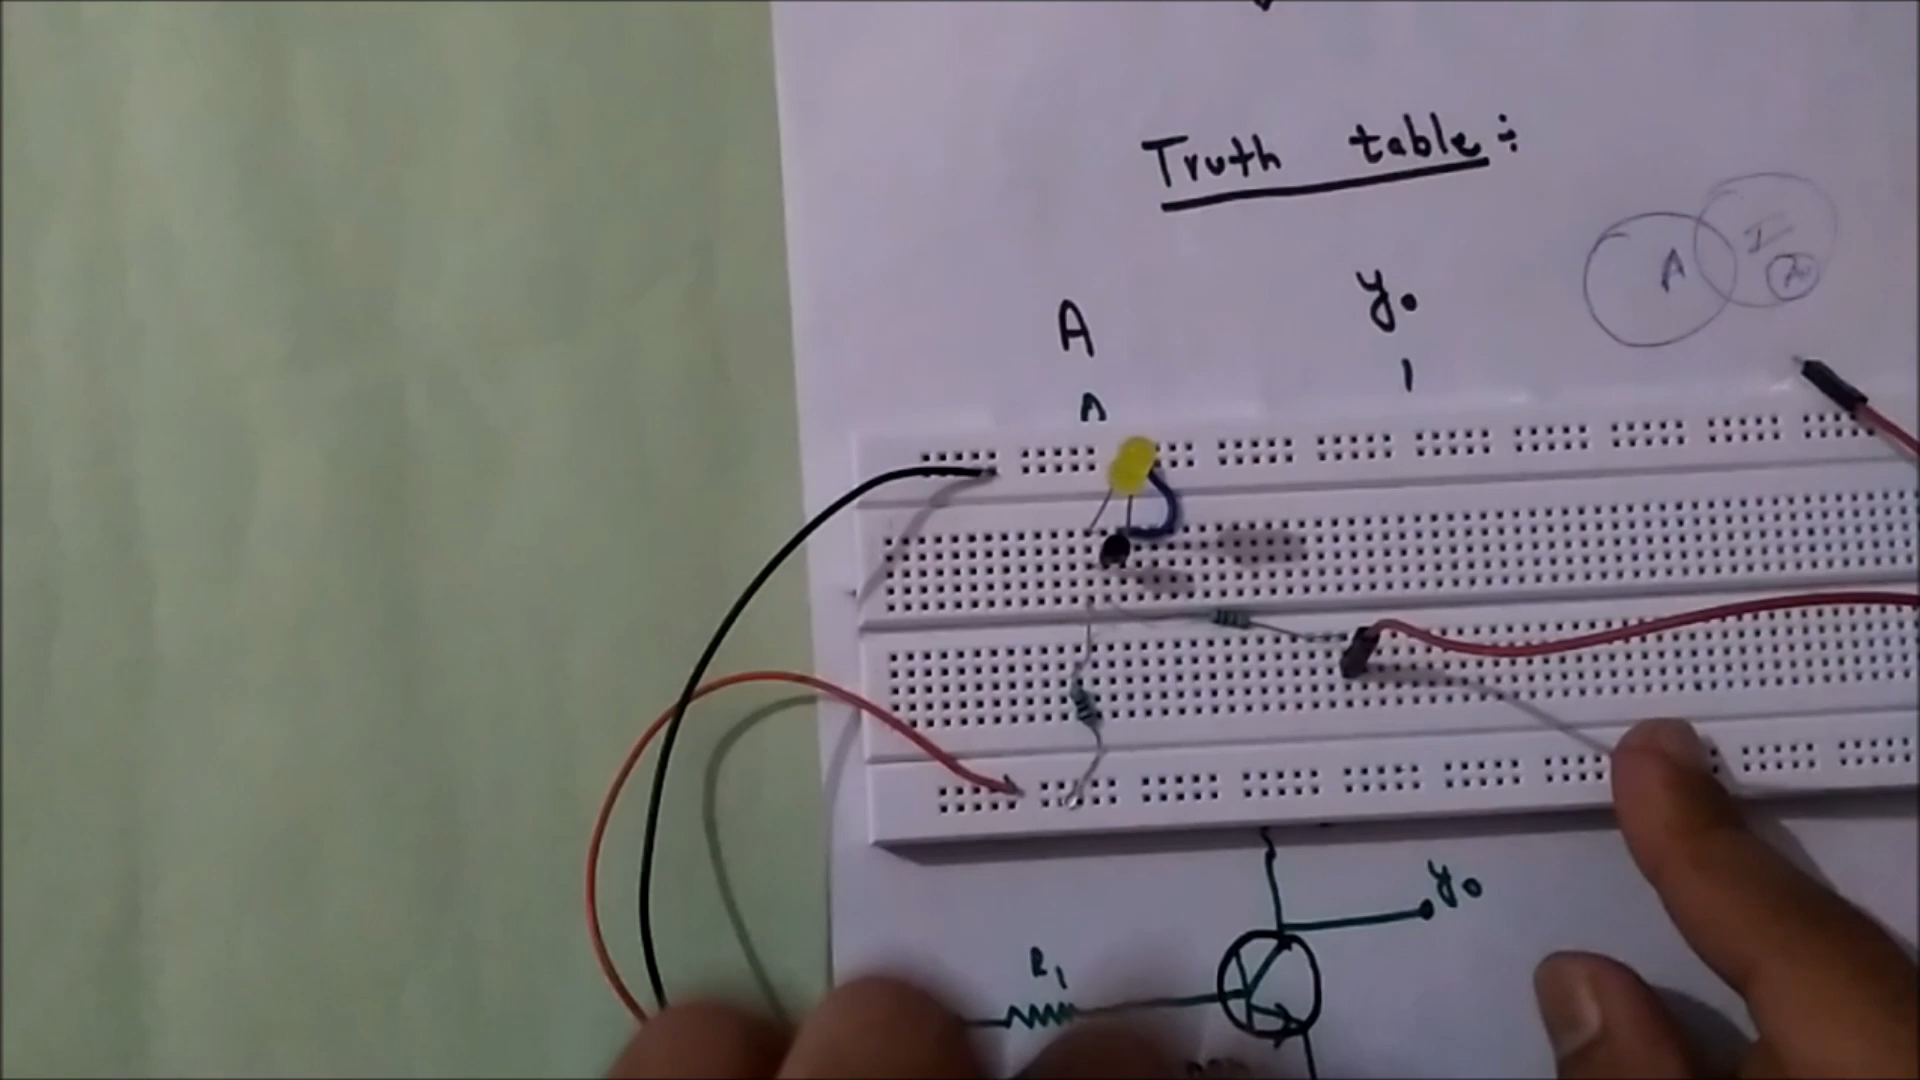 Truth table :
A y₀
1
A
y₀
R₁